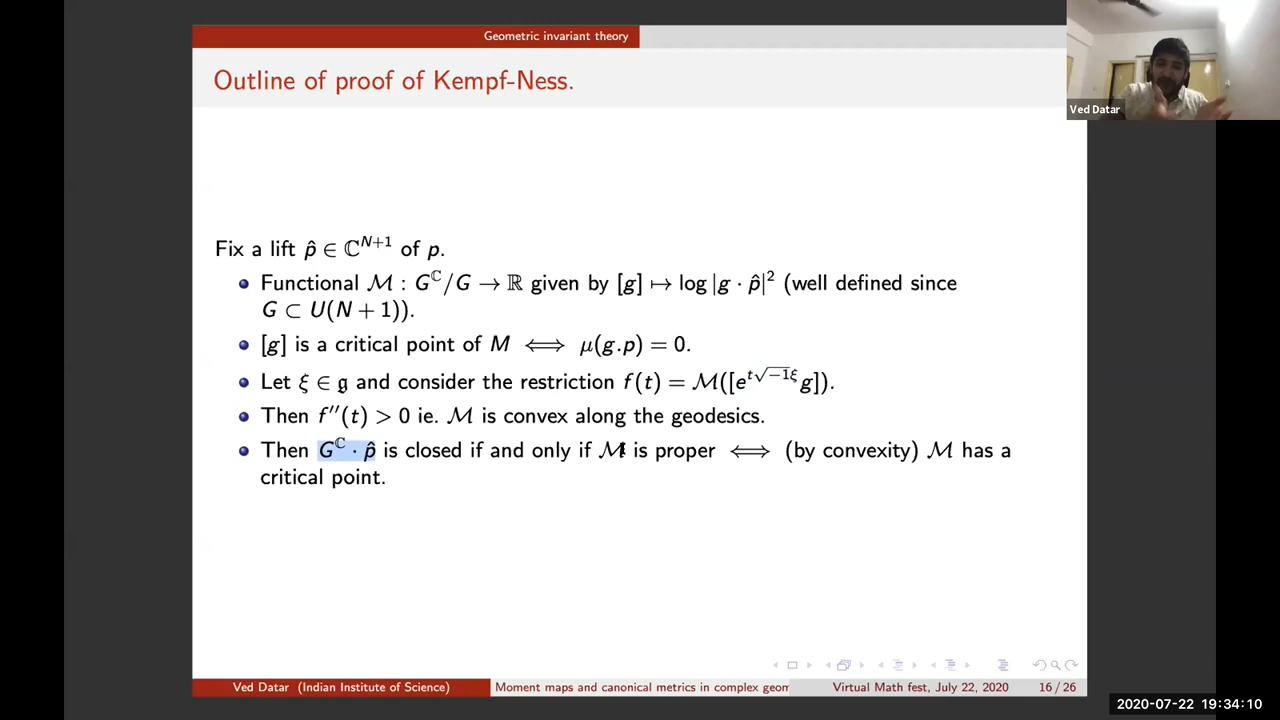 Geometric invariant theory
Outline of proof of Kempf-Ness.
Ved Datar
Fix a lift p̂ ∈ ℂᴺ⁺¹ of p.
Functional ℳ : G^ℂ/G → ℝ given by [g] ↦ log |g · p̂|² (well defined since
G ⊂ U(N + 1)).
[g] is a critical point of M ⟺ μ(g.p) = 0.
Let ξ ∈ 𝔤 and consider the restriction f(t) = ℳ([e^{t√−1ξ}g]).
Then f′′(t) > 0 ie. ℳ is convex along the geodesics.
Then G^ℂ · p̂ is closed if and only if ℳ is proper ⟺ (by convexity) ℳ has a
critical point.
Ved Datar (Indian Institute of Science) Moment maps and canonical metrics in complex geom Virtual Math fest, July 22, 2020 16 / 26
2020-07-22 19:34:10